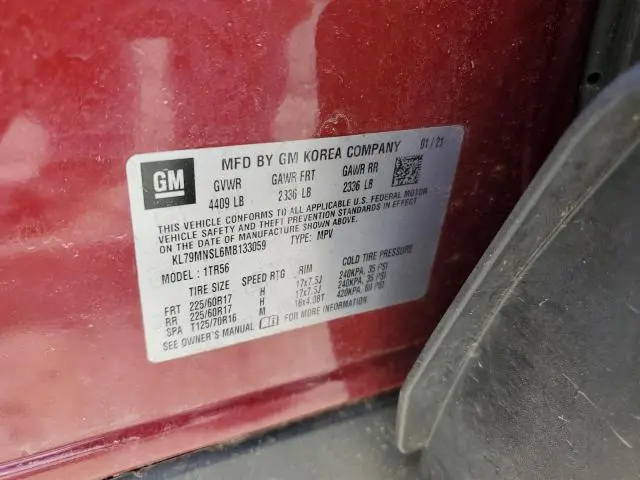 GM
MFD BY GM KOREA COMPANY 01/21
GVWR GAWR FRT GAWR RR
4409 LB 2336 LB 2336 LB
THIS VEHICLE CONFORMS TO ALL APPLICABLE U.S. FEDERAL MOTOR
VEHICLE SAFETY AND THEFT PREVENTION STANDARDS IN EFFECT
ON THE DATE OF MANUFACTURE SHOWN ABOVE.
KL79MNSL6MB133059 TYPE: MPV
MODEL: 1TR56
TIRE SIZE SPEED RTG RIM COLD TIRE PRESSURE
FRT 225/60R17 H 17x7.5J 240KPA, 35 PSI
RR 225/60R17 H 17x7.5J 240KPA, 35 PSI
SPA T125/70R16 M 16x4.0BT 420KPA, 60 PSI
SEE OWNER'S MANUAL FOR MORE INFORMATION.